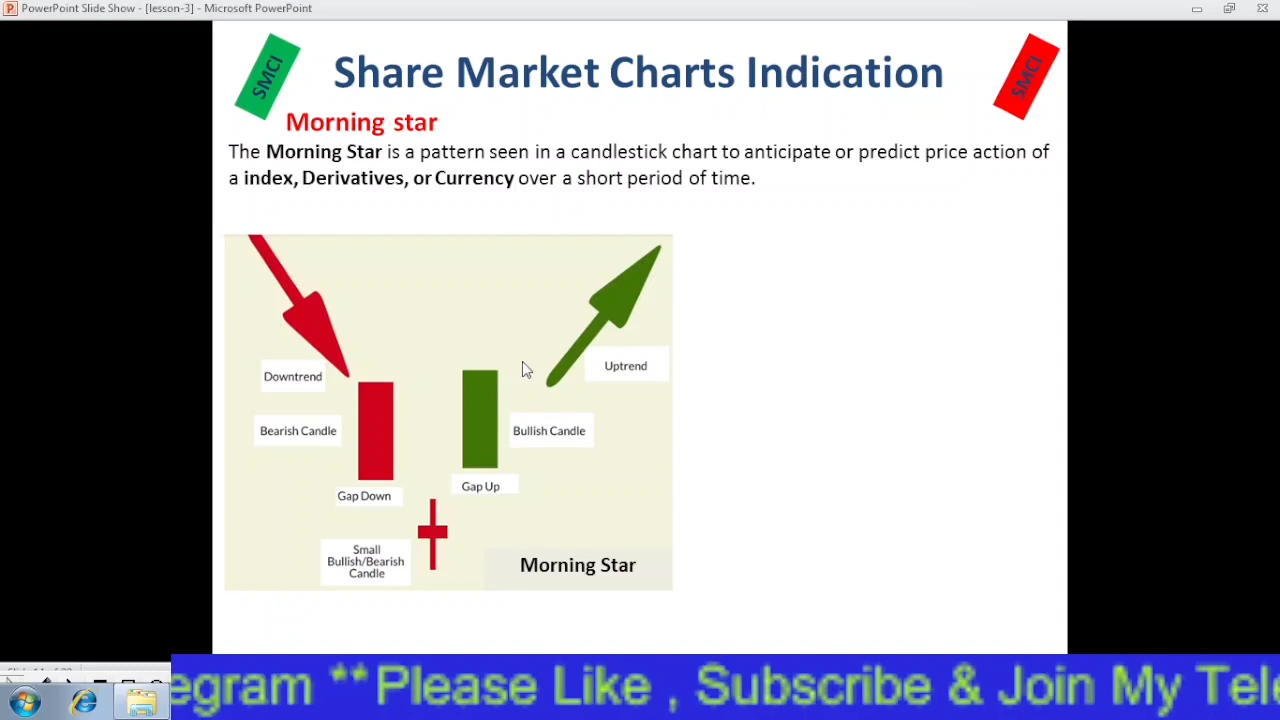 PowerPoint Slide Show - [lesson-3] - Microsoft PowerPoint
SMCI
Share Market Charts Indication
SMCI
Morning star
The Morning Star is a pattern seen in a candlestick chart to anticipate or predict price action of
a index, Derivatives, or Currency over a short period of time.
Downtrend
Uptrend
Bearish Candle
Bullish Candle
Gap Down
Gap Up
Small
Bullish/Bearish
Candle
Morning Star
egram **Please Like , Subscribe & Join My Tele